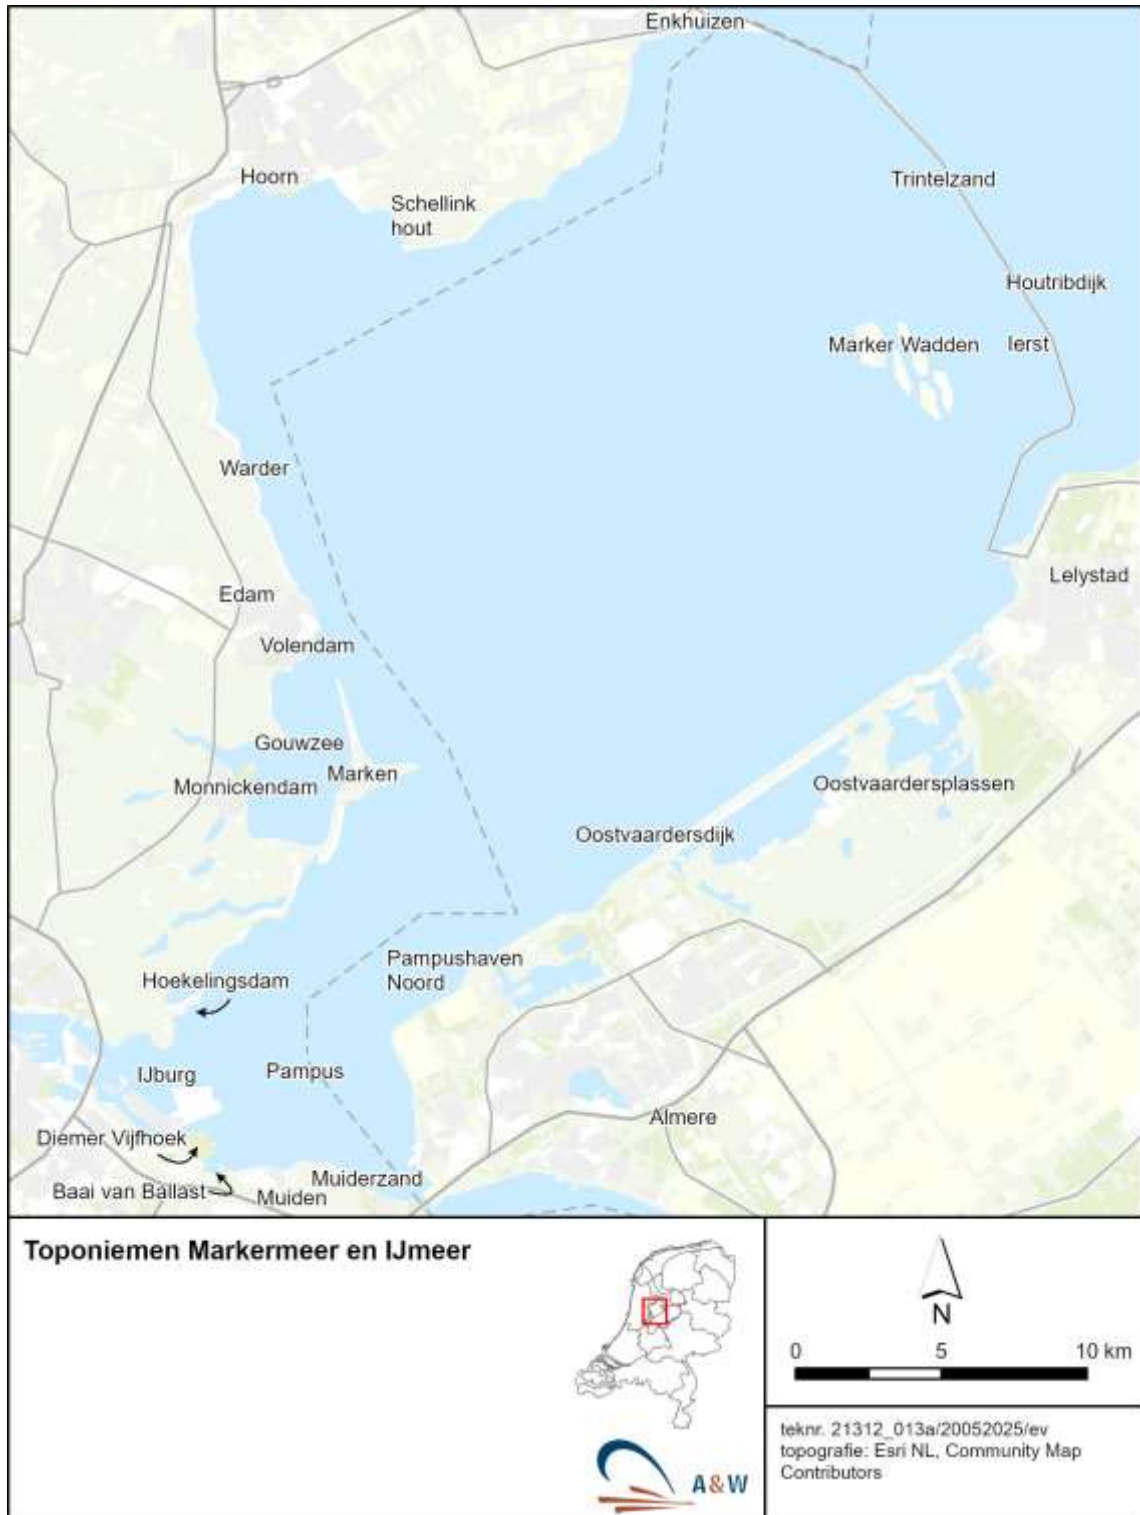 Enkhuizen
Hoorn
Trintelzand
Schellink
hout
Houtribdijk
Marker Wadden
Ierst
Warder
Lelystad
Edam
Volendam
Gouwzee
Marken
Monnickendam
Oostvaardersplassen
Oostvaardersdijk
Pampushaven
Noord
Hoekelingsdam
IJburg
Pampus
Almere
Diemer Vijfhoek
Muiderzand
Baai van Ballast
Muiden
Toponiemen Markermeer en IJmeer
N
0 5 10 km
A&W
teknr. 21312_013a/20052025/ev
topografie: Esri NL, Community Map
Contributors